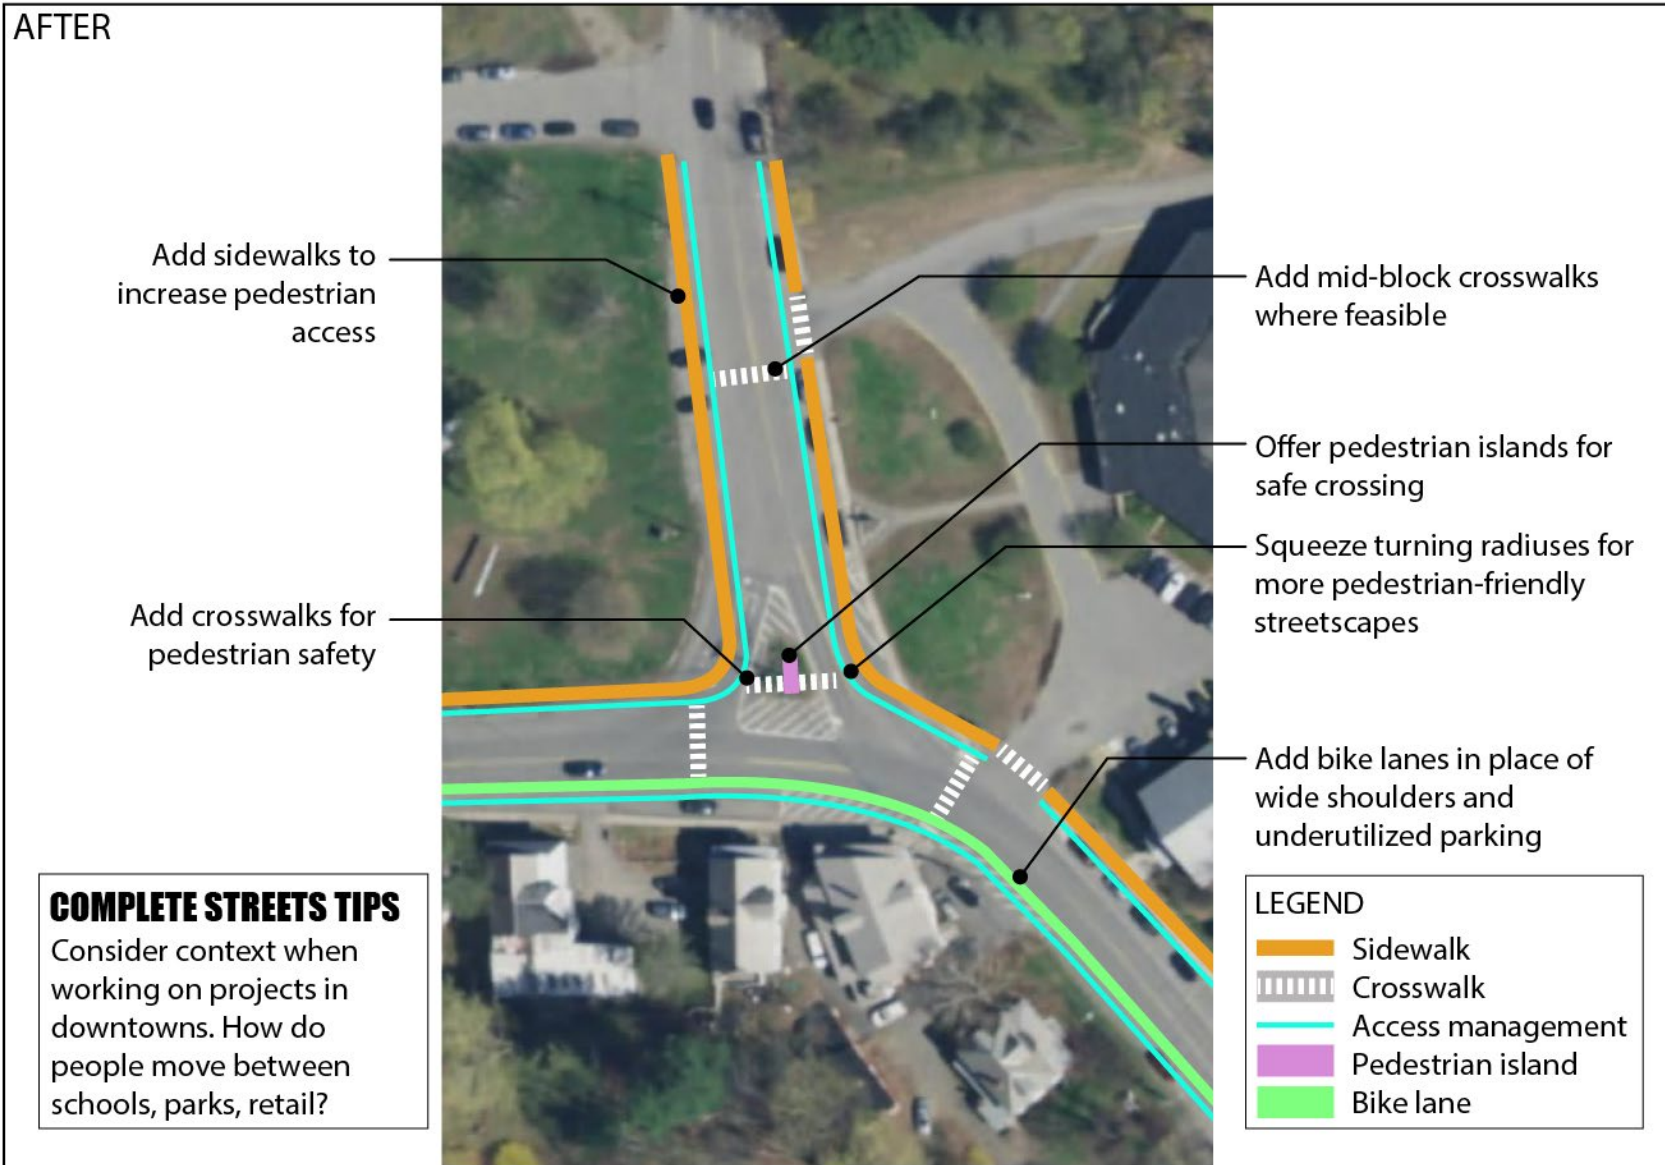 AFTER
Add sidewalks to
increase pedestrian
access
Add crosswalks for
pedestrian safety
Add mid-block crosswalks
where feasible
Offer pedestrian islands for
safe crossing
Squeeze turning radiuses for
more pedestrian-friendly
streetscapes
Add bike lanes in place of
wide shoulders and
underutilized parking
COMPLETE STREETS TIPS
Consider context when
working on projects in
downtowns. How do
people move between
schools, parks, retail?
LEGEND
Sidewalk
Crosswalk
Access management
Pedestrian island
Bike lane